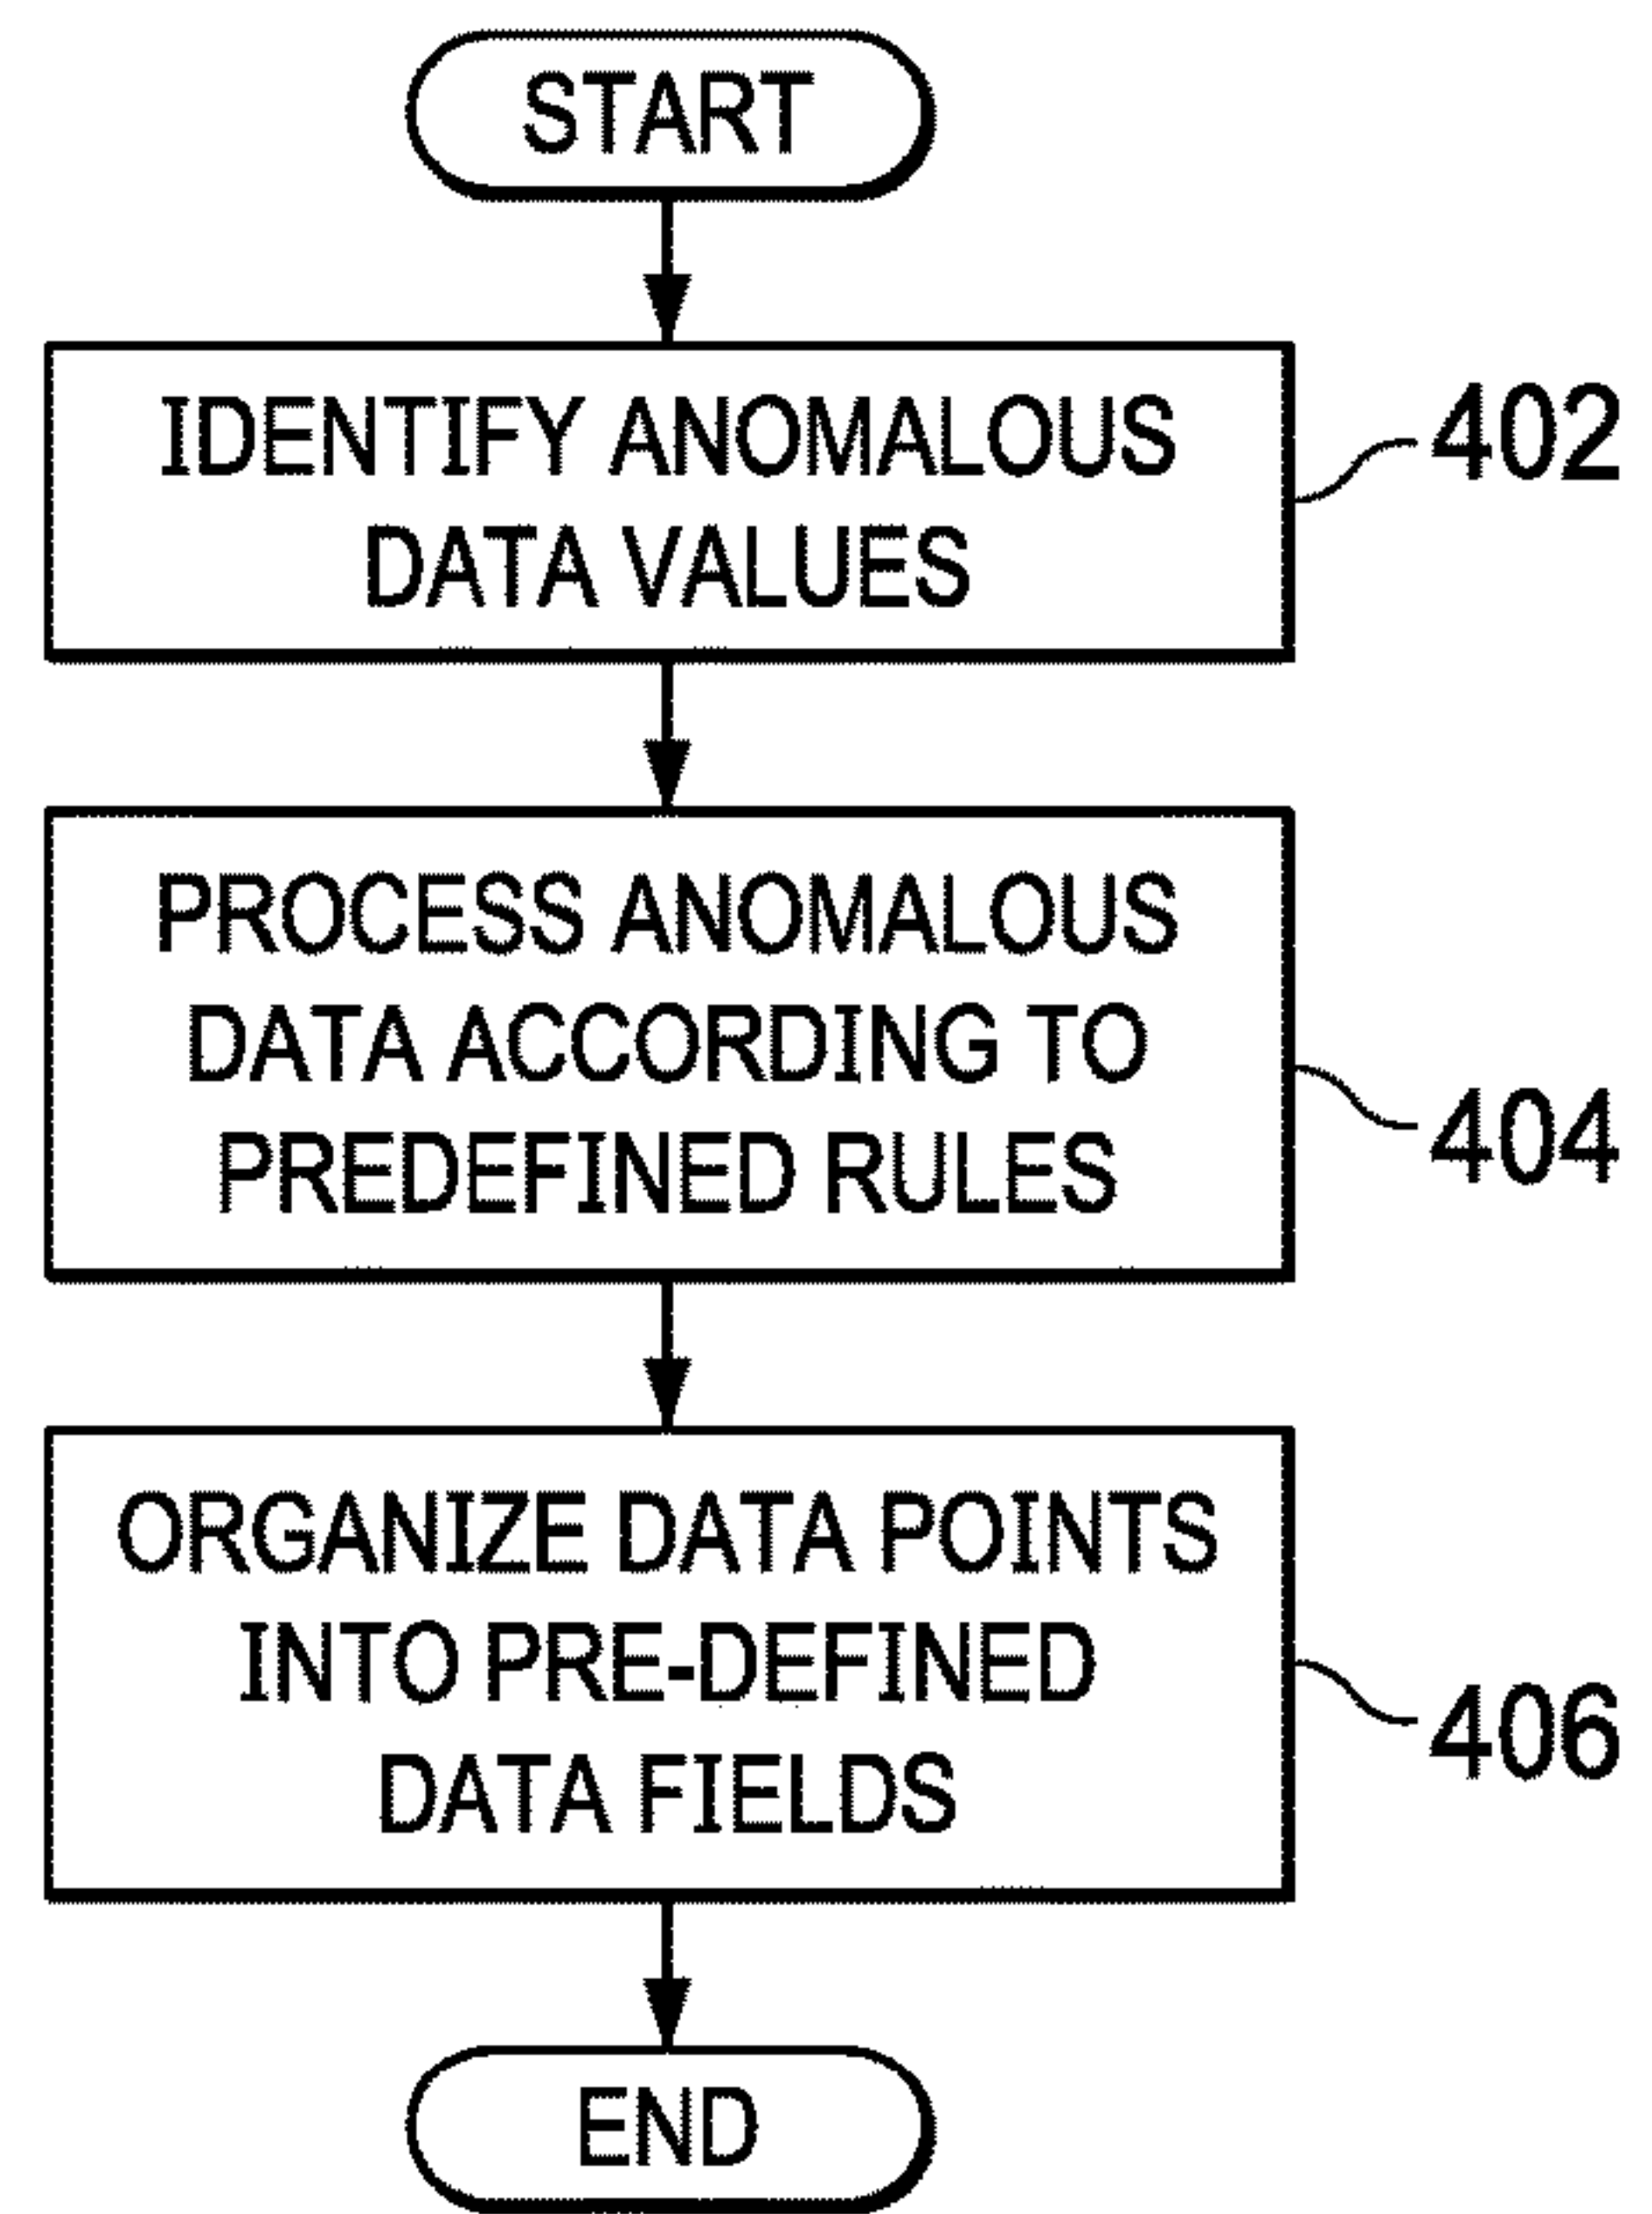 START
IDENTIFY ANOMALOUS
DATA VALUES
402
PROCESS ANOMALOUS
DATA ACCORDING TO
PREDEFINED RULES
404
ORGANIZE DATA POINTS
INTO PRE-DEFINED
DATA FIELDS
406
END